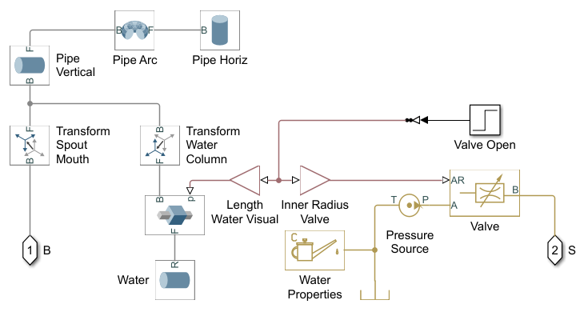 F
B
F
B
Pipe
Vertical
Pipe Arc
Pipe Horiz
B
F
Transform
Spout
Mouth
B
B
Transform
Water
Column
F
Valve Open
Length
Water Visual
Inner Radius
Valve
B
P
F
AR
B
A
Valve
T
P
Pressure
Source
1
B
R
Water
C
Water
Properties
2
S